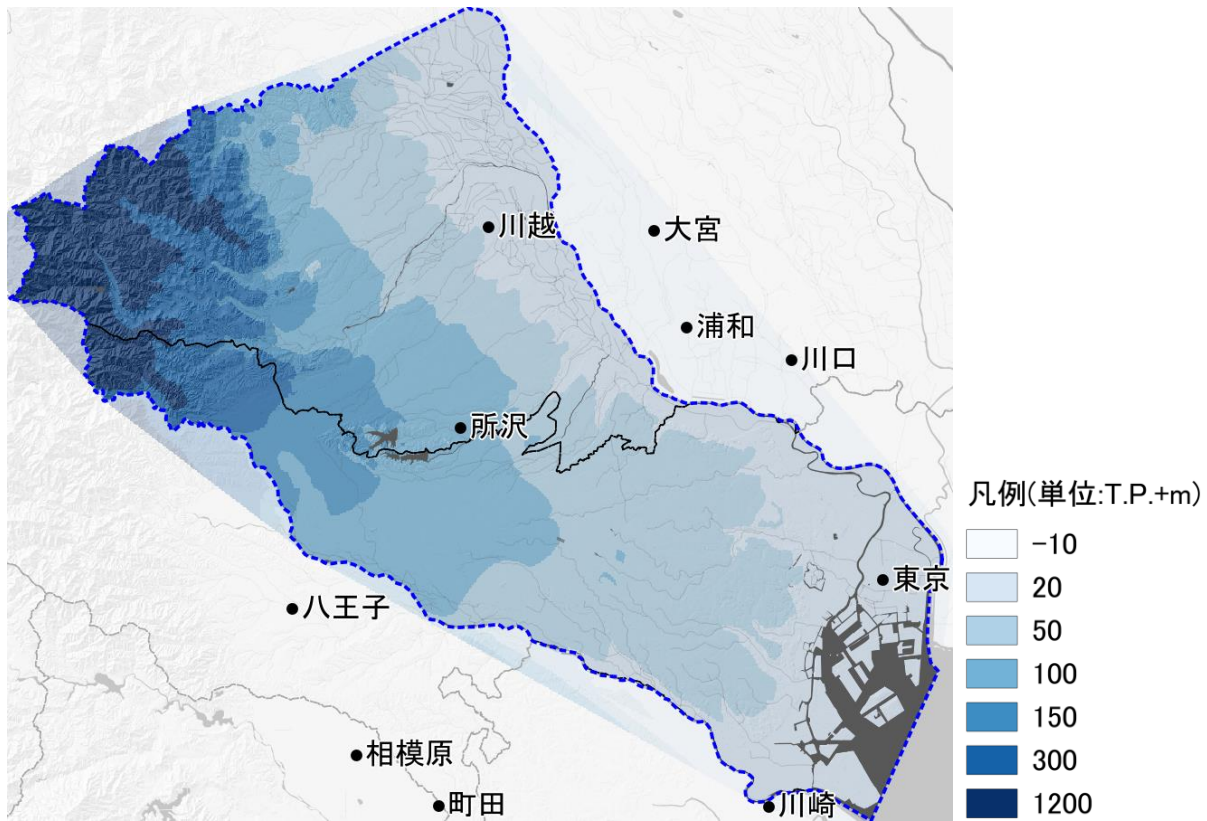 川越
大宮
浦和
川口
所沢
東京
八王子
相模原
町田
川崎
凡例(単位:T.P.+m)
-10
20
50
100
150
300
1200